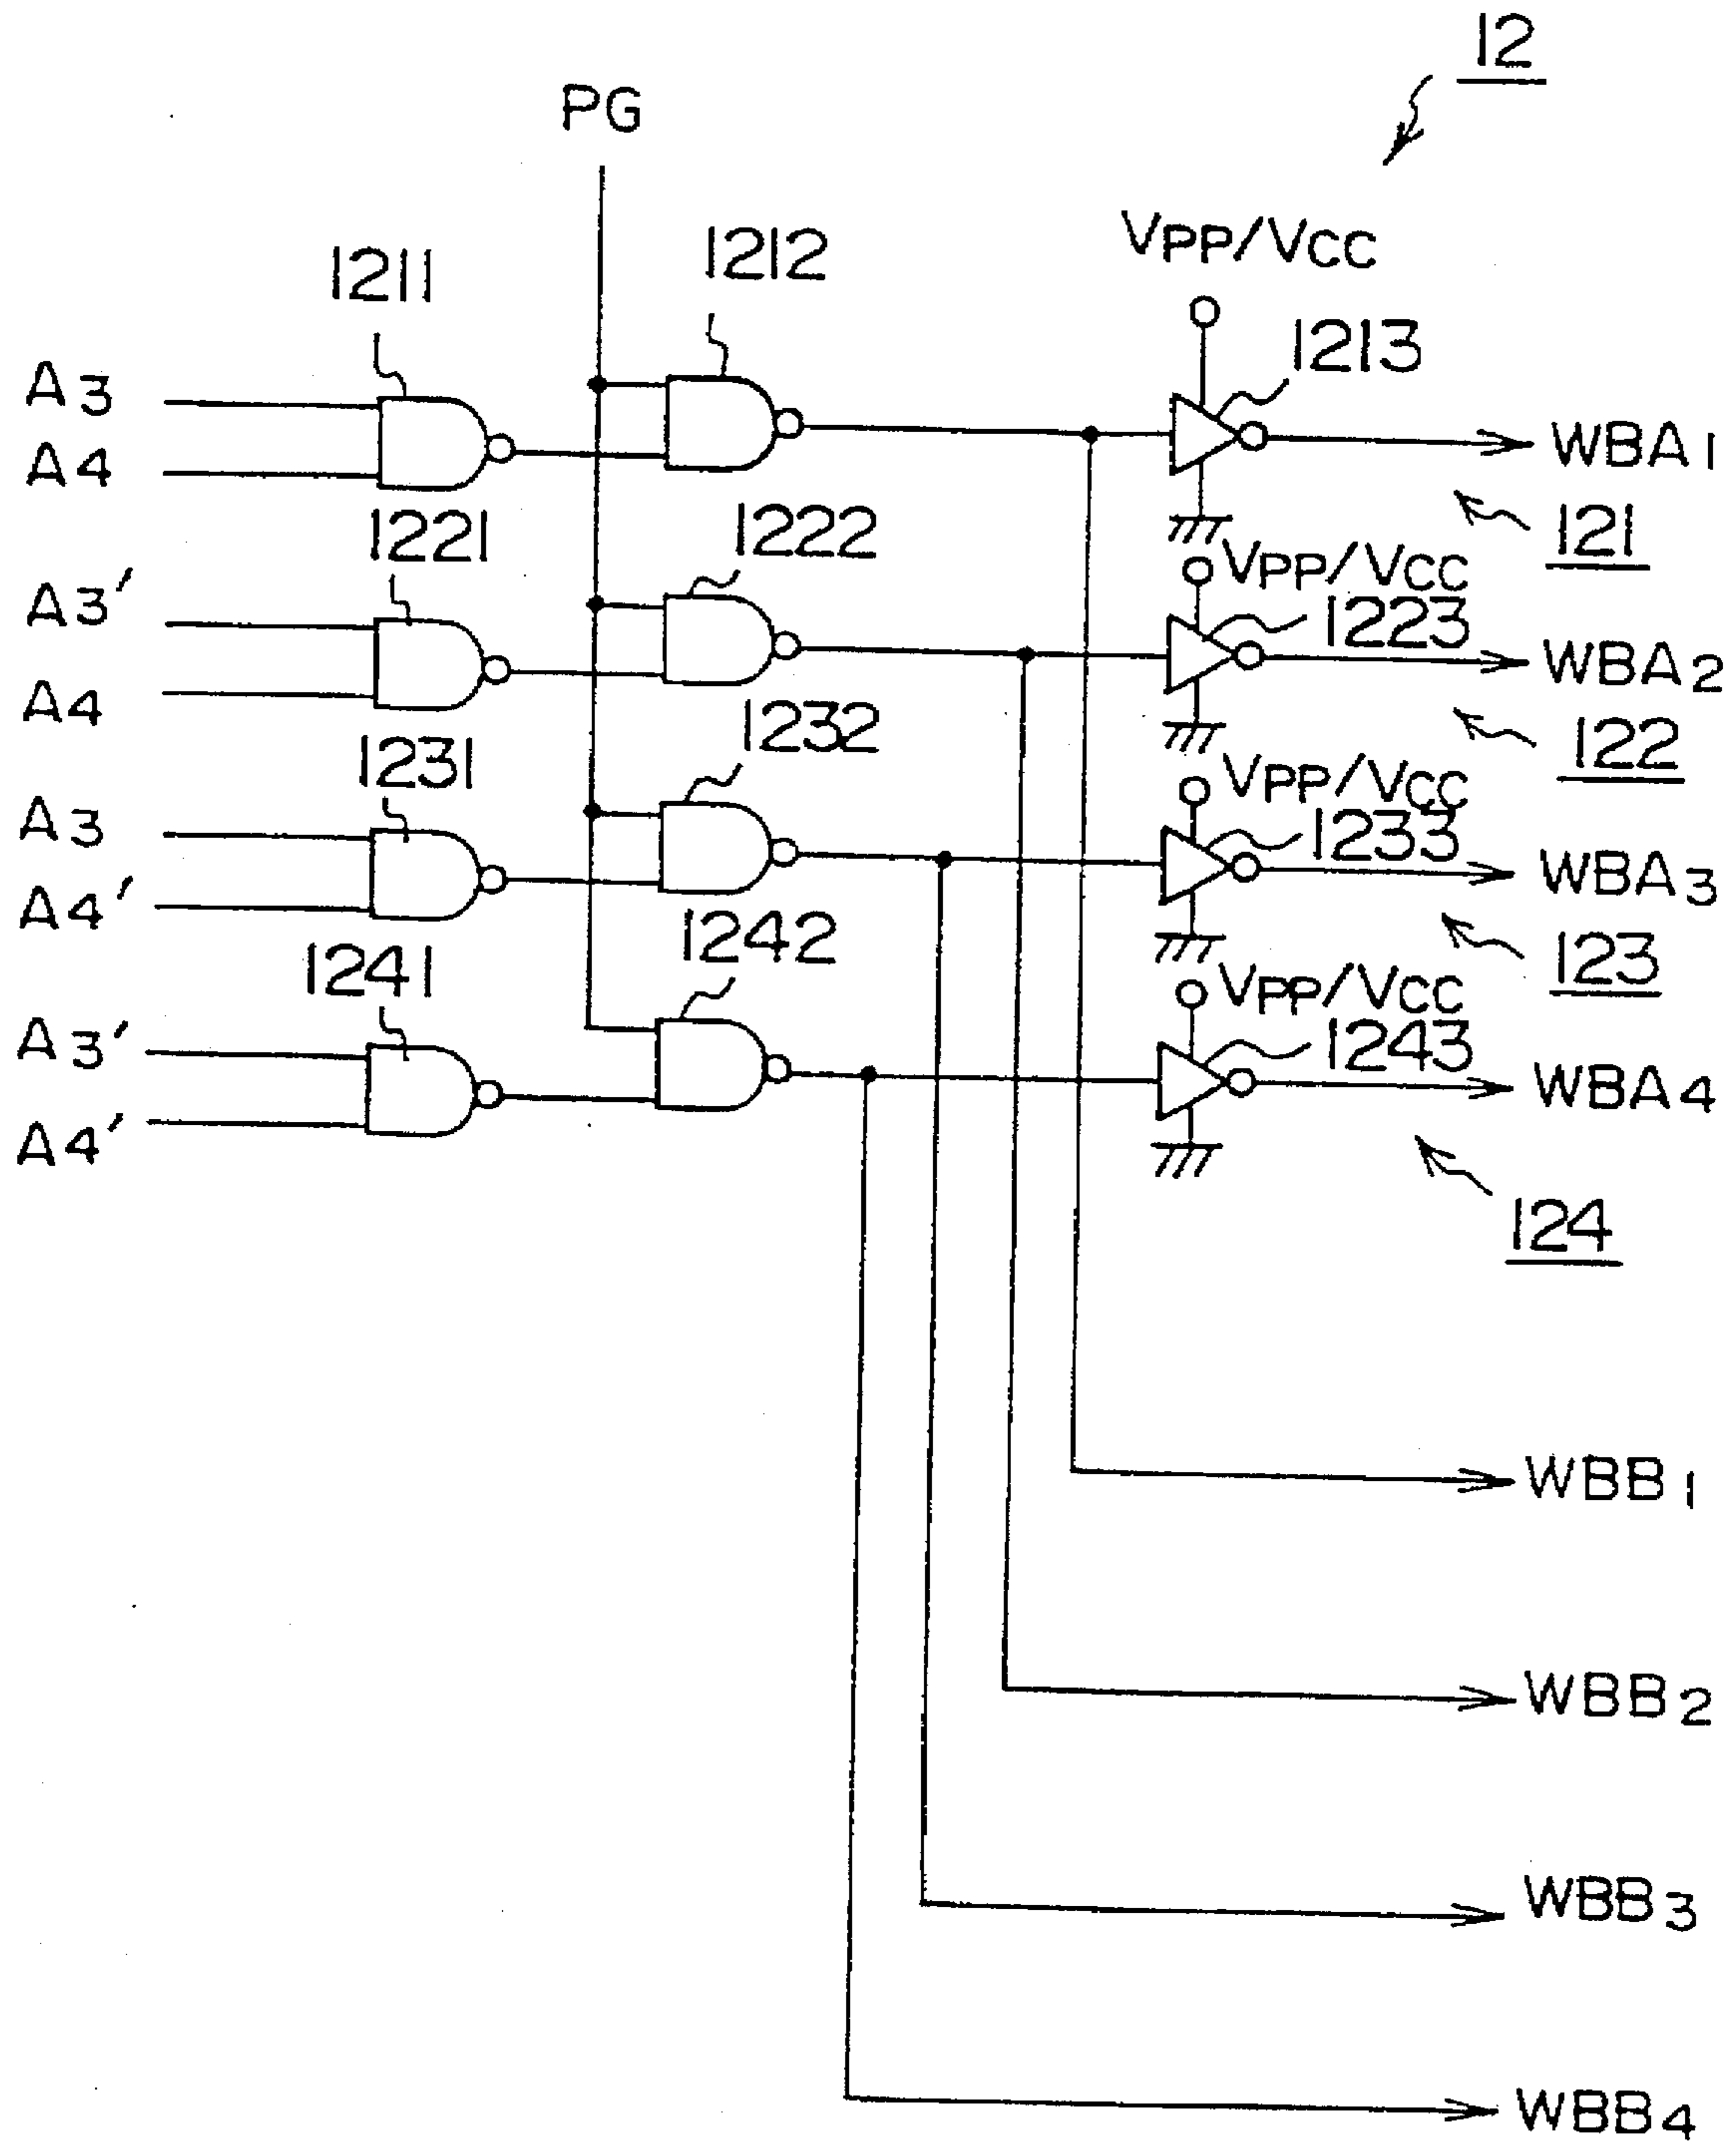 12
PG
VPP/VCC
1211
1212
1213
A3
A4
WBA1
121
1221
1222
VPP/VCC
1223
A3'
A4
WBA2
122
1231
1232
VPP/VCC
1233
A3
A4'
WBA3
123
1241
1242
VPP/VCC
1243
A3'
A4'
WBA4
124
WBB1
WBB2
WBB3
WBB4